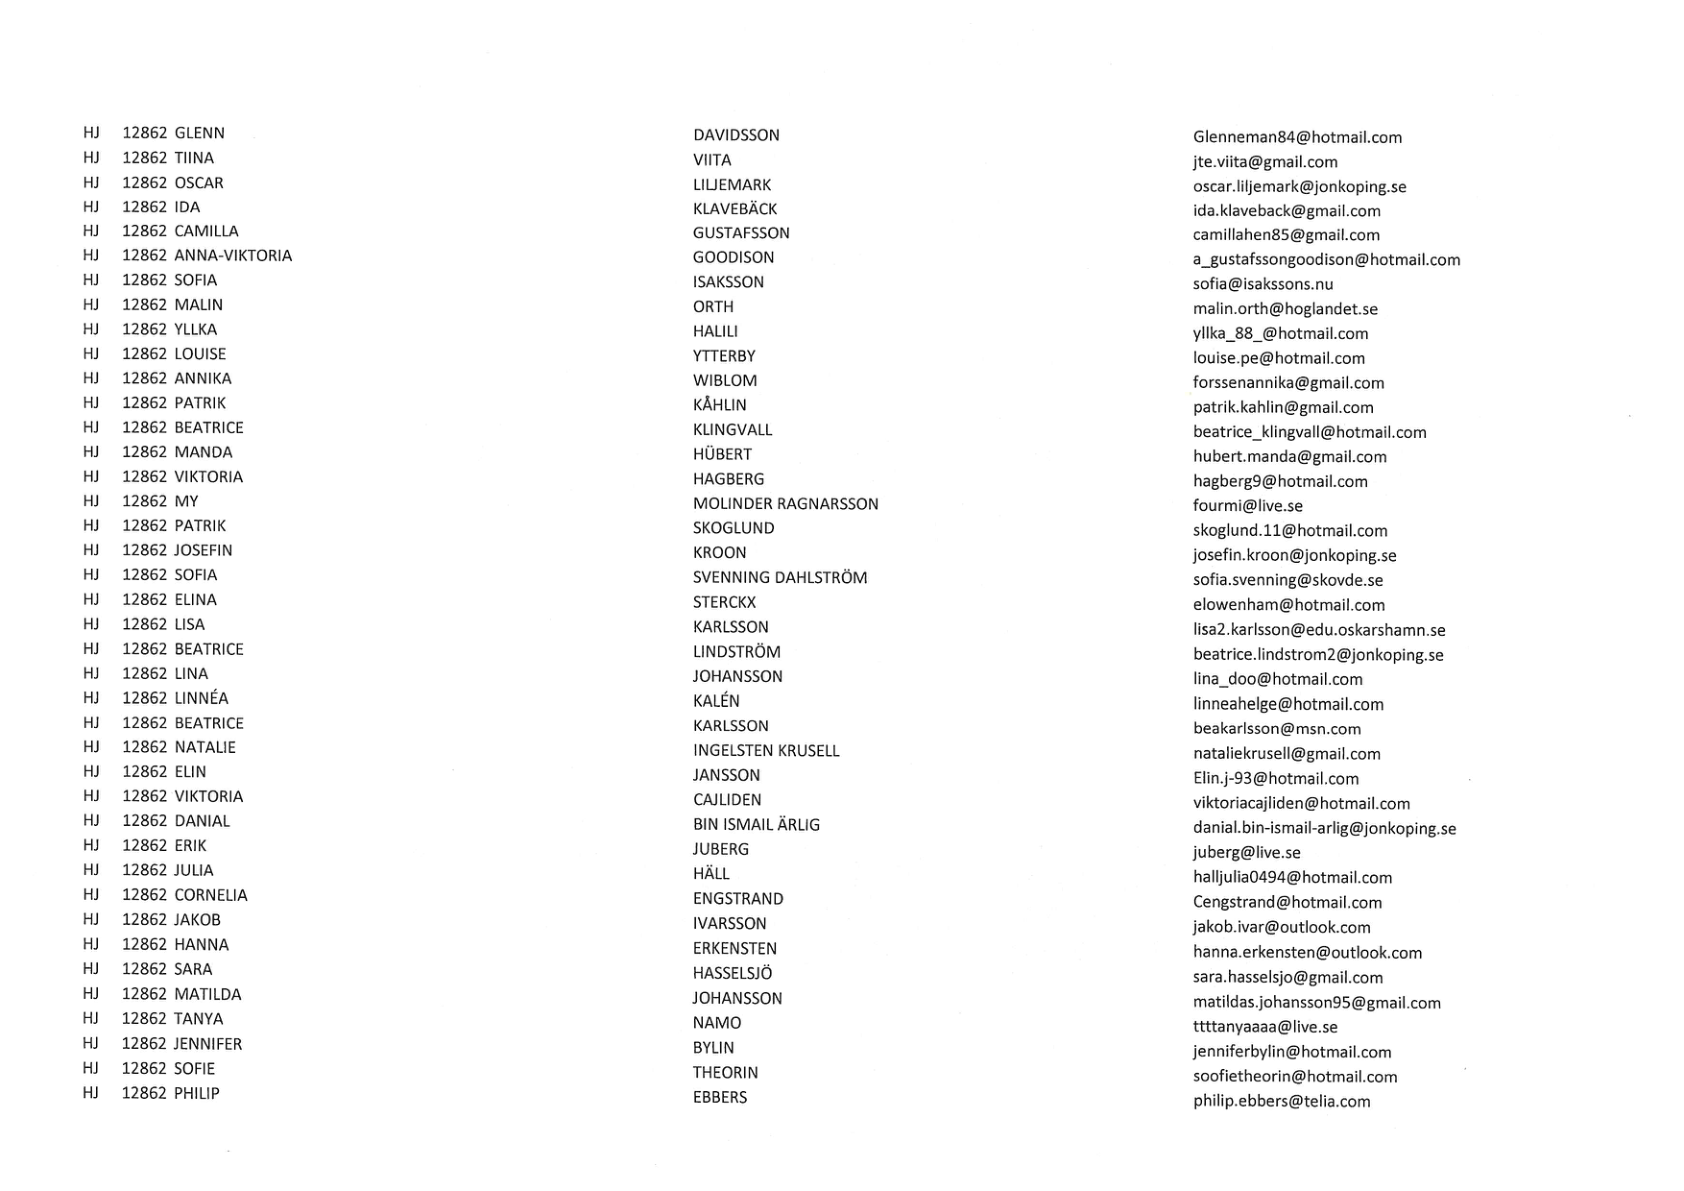 HJ 12862 GLENN DAVIDSSON Glenneman84@hotmail.com
HJ 12862 TIINA VIITA jte.viita@gmail.com
HJ 12862 OSCAR LILJEMARK oscar.liljemark@jonkoping.se
HJ 12862 IDA KLAVEBÄCK ida.klaveback@gmail.com
HJ 12862 CAMILLA GUSTAFSSON camillahen85@gmail.com
HJ 12862 ANNA-VIKTORIA GOODISON a_gustafssongoodison@hotmail.com
HJ 12862 SOFIA ISAKSSON sofia@isakssons.nu
HJ 12862 MALIN ORTH malin.orth@hoglandet.se
HJ 12862 YLLKA HALILI yllka_88_@hotmail.com
HJ 12862 LOUISE YTTERBY louise.pe@hotmail.com
HJ 12862 ANNIKA WIBLOM forssenannika@gmail.com
HJ 12862 PATRIK KÅHLIN patrik.kahlin@gmail.com
HJ 12862 BEATRICE KLINGVALL beatrice_klingvall@hotmail.com
HJ 12862 MANDA HÜBERT hubert.manda@gmail.com
HJ 12862 VIKTORIA HAGBERG hagberg9@hotmail.com
HJ 12862 MY MOLINDER RAGNARSSON fourmi@live.se
HJ 12862 PATRIK SKOGLUND skoglund.11@hotmail.com
HJ 12862 JOSEFIN KROON josefin.kroon@jonkoping.se
HJ 12862 SOFIA SVENNING DAHLSTRÖM sofia.svenning@skovde.se
HJ 12862 ELINA STERCKX elowenham@hotmail.com
HJ 12862 LISA KARLSSON lisa2.karlsson@edu.oskarshamn.se
HJ 12862 BEATRICE LINDSTRÖM beatrice.lindstrom2@jonkoping.se
HJ 12862 LINA JOHANSSON lina_doo@hotmail.com
HJ 12862 LINNÉA KALÉN linneahelge@hotmail.com
HJ 12862 BEATRICE KARLSSON beakarlsson@msn.com
HJ 12862 NATALIE INGELSTEN KRUSELL nataliekrusell@gmail.com
HJ 12862 ELIN JANSSON Elin.j-93@hotmail.com
HJ 12862 VIKTORIA CAJLIDEN viktoriacajliden@hotmail.com
HJ 12862 DANIAL BIN ISMAIL ÄRLIG danial.bin-ismail-arlig@jonkoping.se
HJ 12862 ERIK JUBERG juberg@live.se
HJ 12862 JULIA HÄLL halljulia0494@hotmail.com
HJ 12862 CORNELIA ENGSTRAND Cengstrand@hotmail.com
HJ 12862 JAKOB IVARSSON jakob.ivar@outlook.com
HJ 12862 HANNA ERKENSTEN hanna.erkensten@outlook.com
HJ 12862 SARA HASSELSJÖ sara.hasselsjo@gmail.com
HJ 12862 MATILDA JOHANSSON matildas.johansson95@gmail.com
HJ 12862 TANYA NAMO ttttanyaaaa@live.se
HJ 12862 JENNIFER BYLIN jenniferbylin@hotmail.com
HJ 12862 SOFIE THEORIN soofietheorin@hotmail.com
HJ 12862 PHILIP EBBERS philip.ebbers@telia.com